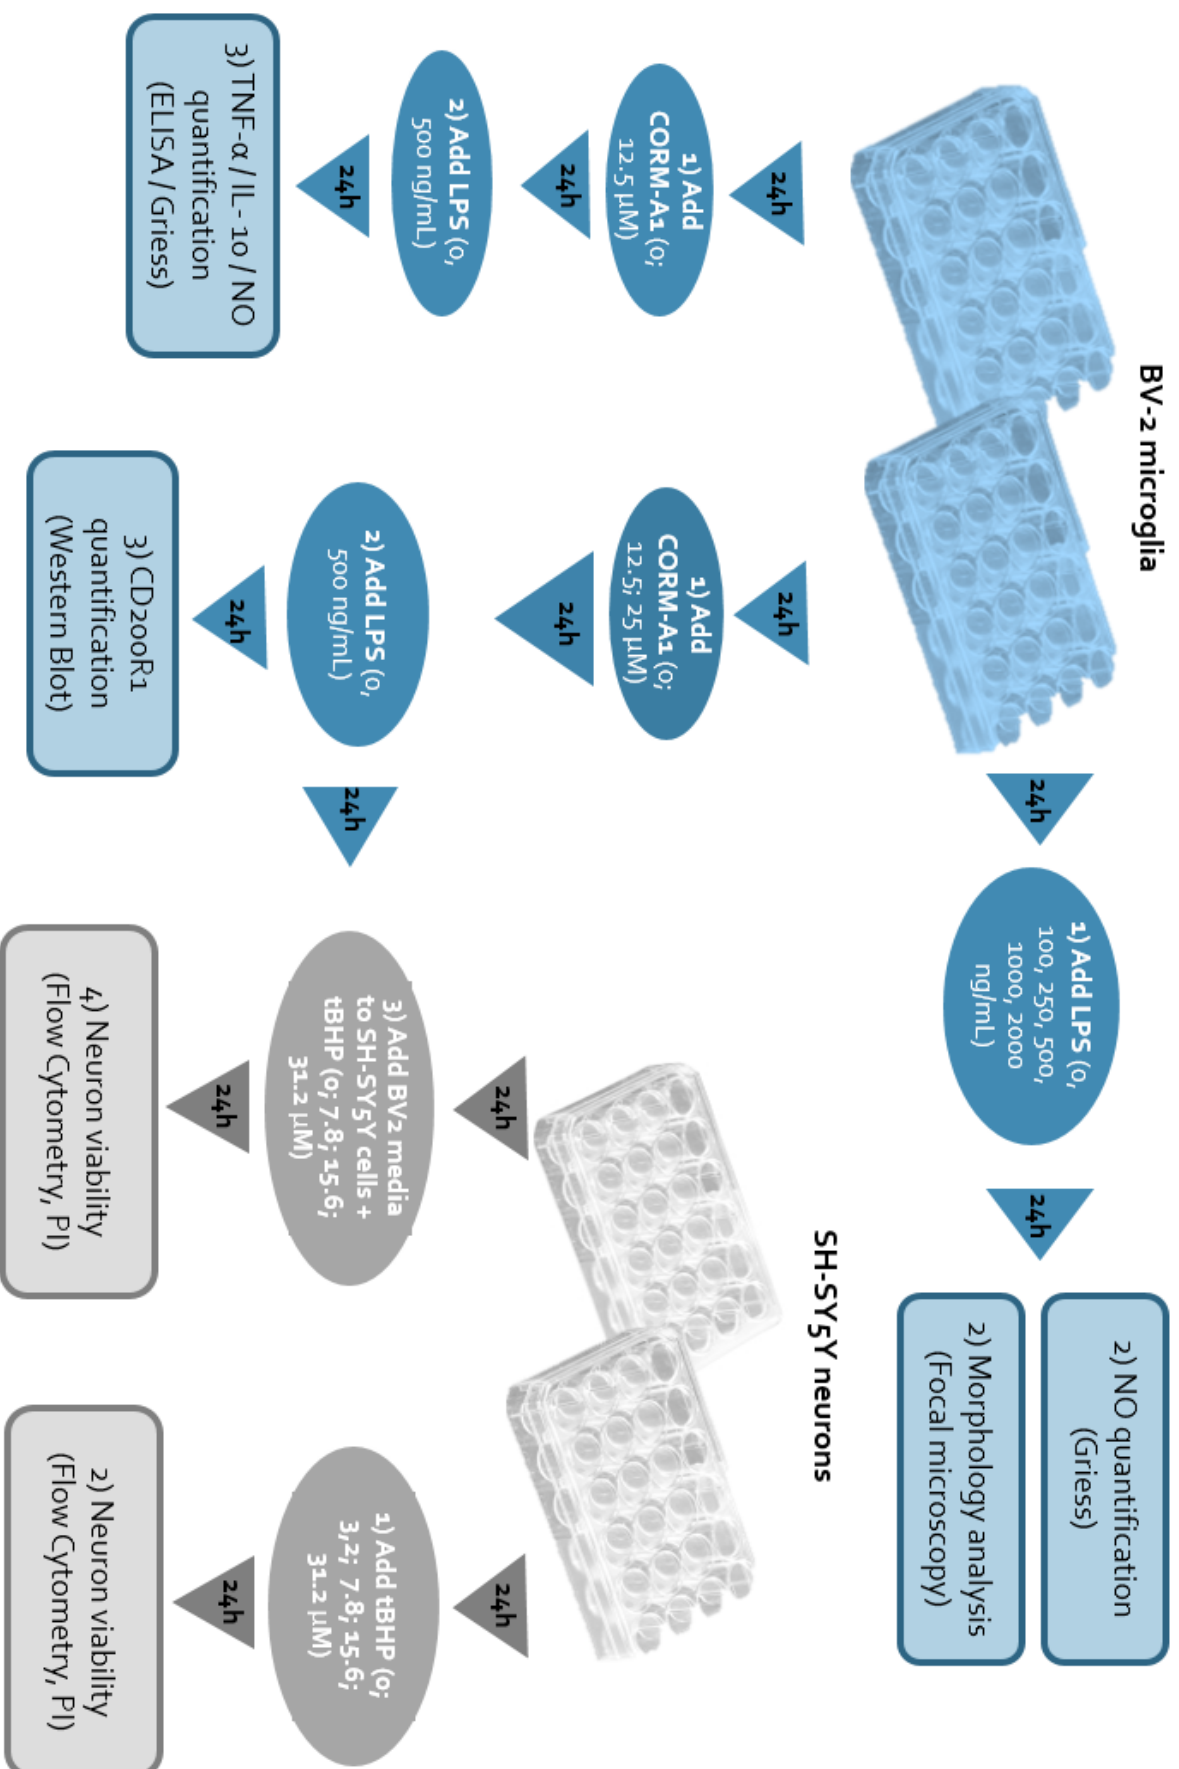 BV-2 microglia
24h
1) Add
CORM-A1 (0;
12.5 µM)
24h
2) Add LPS (0,
500 ng/mL)
24h
3) TNF-α / IL -10 / NO
quantification
(ELISA / Griess)
24h
1) Add
CORM-A1 (0;
12.5; 25 µM)
24h
2) Add LPS (0,
500 ng/mL)
24h
3) CD200R1
quantification
(Western Blot)
24h
24h
1) Add LPS (0,
100, 250, 500,
1000, 2000
ng/mL)
24h
2) NO quantification
(Griess)
2) Morphology analysis
(Focal microscopy)
SH-SY5Y neurons
24h
3) Add BV2 media
to SH-SY5Y cells +
tBHP (0; 7.8; 15.6;
31.2 µM)
24h
4) Neuron viability
(Flow Cytometry, PI)
24h
1) Add tBHP (0;
3,2; 7.8; 15.6;
31.2 µM)
24h
2) Neuron viability
(Flow Cytometry, PI)